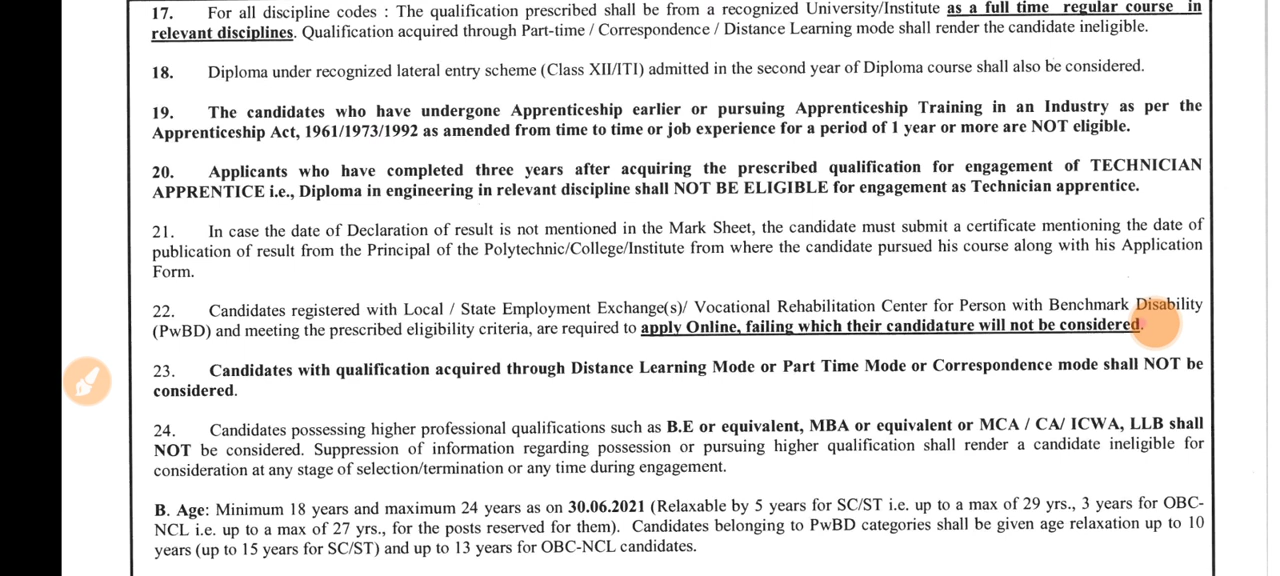 17. For all discipline codes : The qualification prescribed shall be from a recognized University/Institute as a full time regular course in
relevant disciplines. Qualification acquired through Part-time / Correspondence / Distance Learning mode shall render the candidate ineligible.
18. Diploma under recognized lateral entry scheme (Class XII/ITI) admitted in the second year of Diploma course shall also be considered.
19. The candidates who have undergone Apprenticeship earlier or pursuing Apprenticeship Training in an Industry as per the
Apprenticeship Act, 1961/1973/1992 as amended from time to time or job experience for a period of 1 year or more are NOT eligible.
20. Applicants who have completed three years after acquiring the prescribed qualification for engagement of TECHNICIAN
APPRENTICE i.e., Diploma in engineering in relevant discipline shall NOT BE ELIGIBLE for engagement as Technician apprentice.
21. In case the date of Declaration of result is not mentioned in the Mark Sheet, the candidate must submit a certificate mentioning the date of
publication of result from the Principal of the Polytechnic/College/Institute from where the candidate pursued his course along with his Application
Form.
22. Candidates registered with Local / State Employment Exchange(s)/ Vocational Rehabilitation Center for Person with Benchmark Disability
(PwBD) and meeting the prescribed eligibility criteria, are required to apply Online, failing which their candidature will not be considered.
23. Candidates with qualification acquired through Distance Learning Mode or Part Time Mode or Correspondence mode shall NOT be
considered.
24. Candidates possessing higher professional qualifications such as B.E or equivalent, MBA or equivalent or MCA / CA/ ICWA, LLB shall
NOT be considered. Suppression of information regarding possession or pursuing higher qualification shall render a candidate ineligible for
consideration at any stage of selection/termination or any time during engagement.
B. Age: Minimum 18 years and maximum 24 years as on 30.06.2021 (Relaxable by 5 years for SC/ST i.e. up to a max of 29 yrs., 3 years for OBC-
NCL i.e. up to a max of 27 yrs., for the posts reserved for them). Candidates belonging to PwBD categories shall be given age relaxation up to 10
years (up to 15 years for SC/ST) and up to 13 years for OBC-NCL candidates.